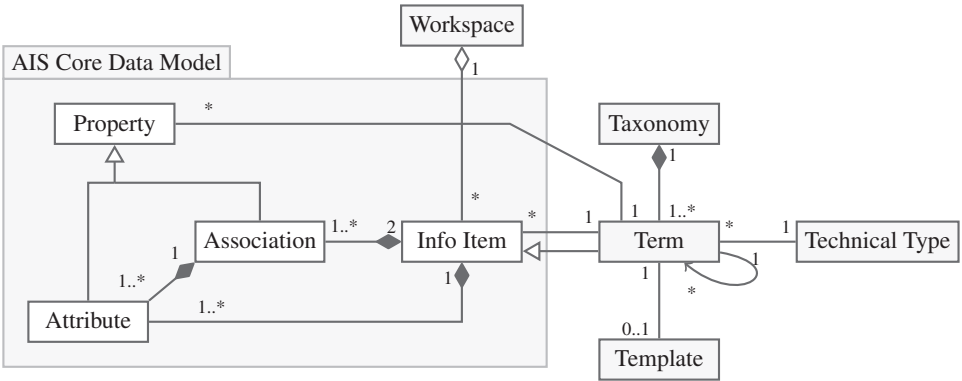 Workspace
1
AIS Core Data Model
Property
*
Taxonomy
1
*
1..*
Association
1..*
2
Info Item
*
1
1
Term
*
1
Technical Type
1
1..*
1
1
1
*
Attribute
1..*
0..1
Template